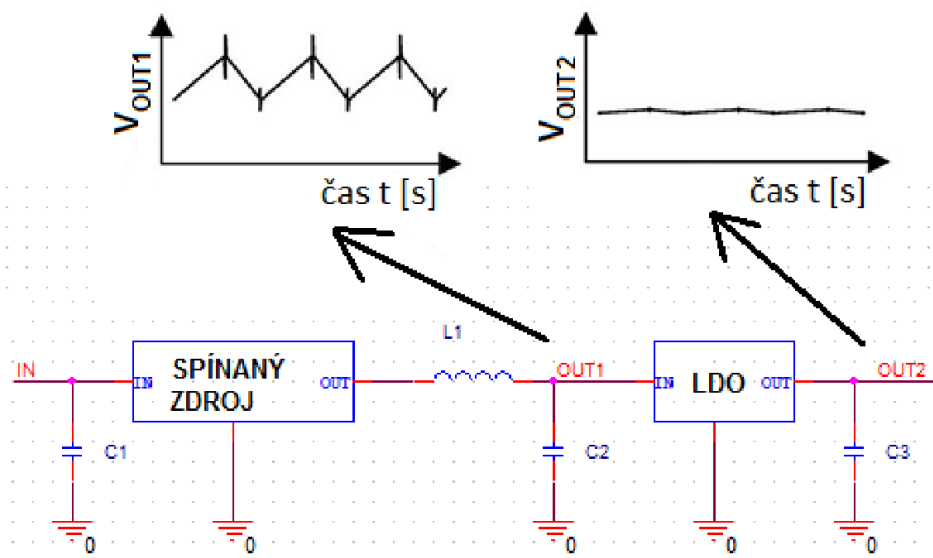 VOUT1
čas t [s]
VOUT2
čas t [s]
L1
IN
IN
SPÍNANÝ
ZDROJ
OUT
OUT1
IN
LDO
OUT
OUT2
C1
C2
C3
0
0
0
0
0